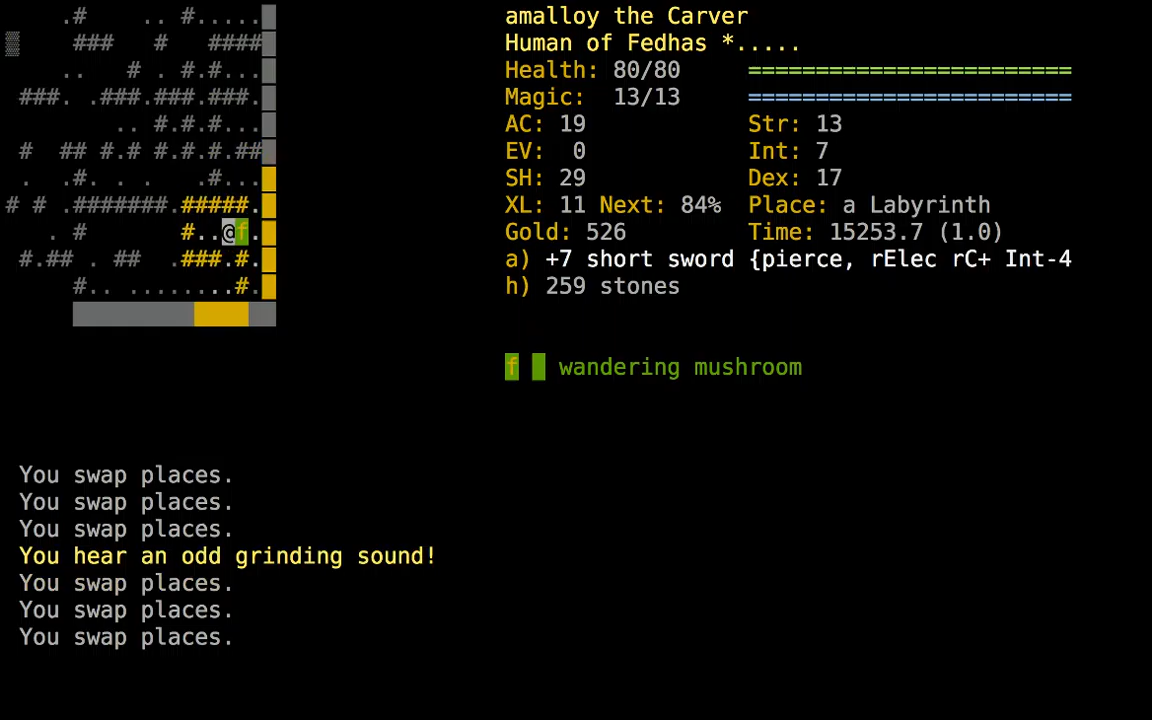 amalloy the Carver
Human of Fedhas *.....
Health: 80/80 ========================
Magic: 13/13 ========================
AC: 19 Str: 13
EV: 0 Int: 7
SH: 29 Dex: 17
XL: 11 Next: 84% Place: a Labyrinth
Gold: 526 Time: 15253.7 (1.0)
a) +7 short sword {pierce, rElec rC+ Int-4
h) 259 stones
f wandering mushroom
.# .. #.....
### # ####
.. # . #.#...
###. .###.###.###.
.. #.#.#...
# ## #.# #.#.#.##
. .#. . . .#...
# # .#######.#####.
. .# #..@f.
#.## . ## .###.#.
#.. ........#.
You swap places.
You swap places.
You swap places.
You hear an odd grinding sound!
You swap places.
You swap places.
You swap places.